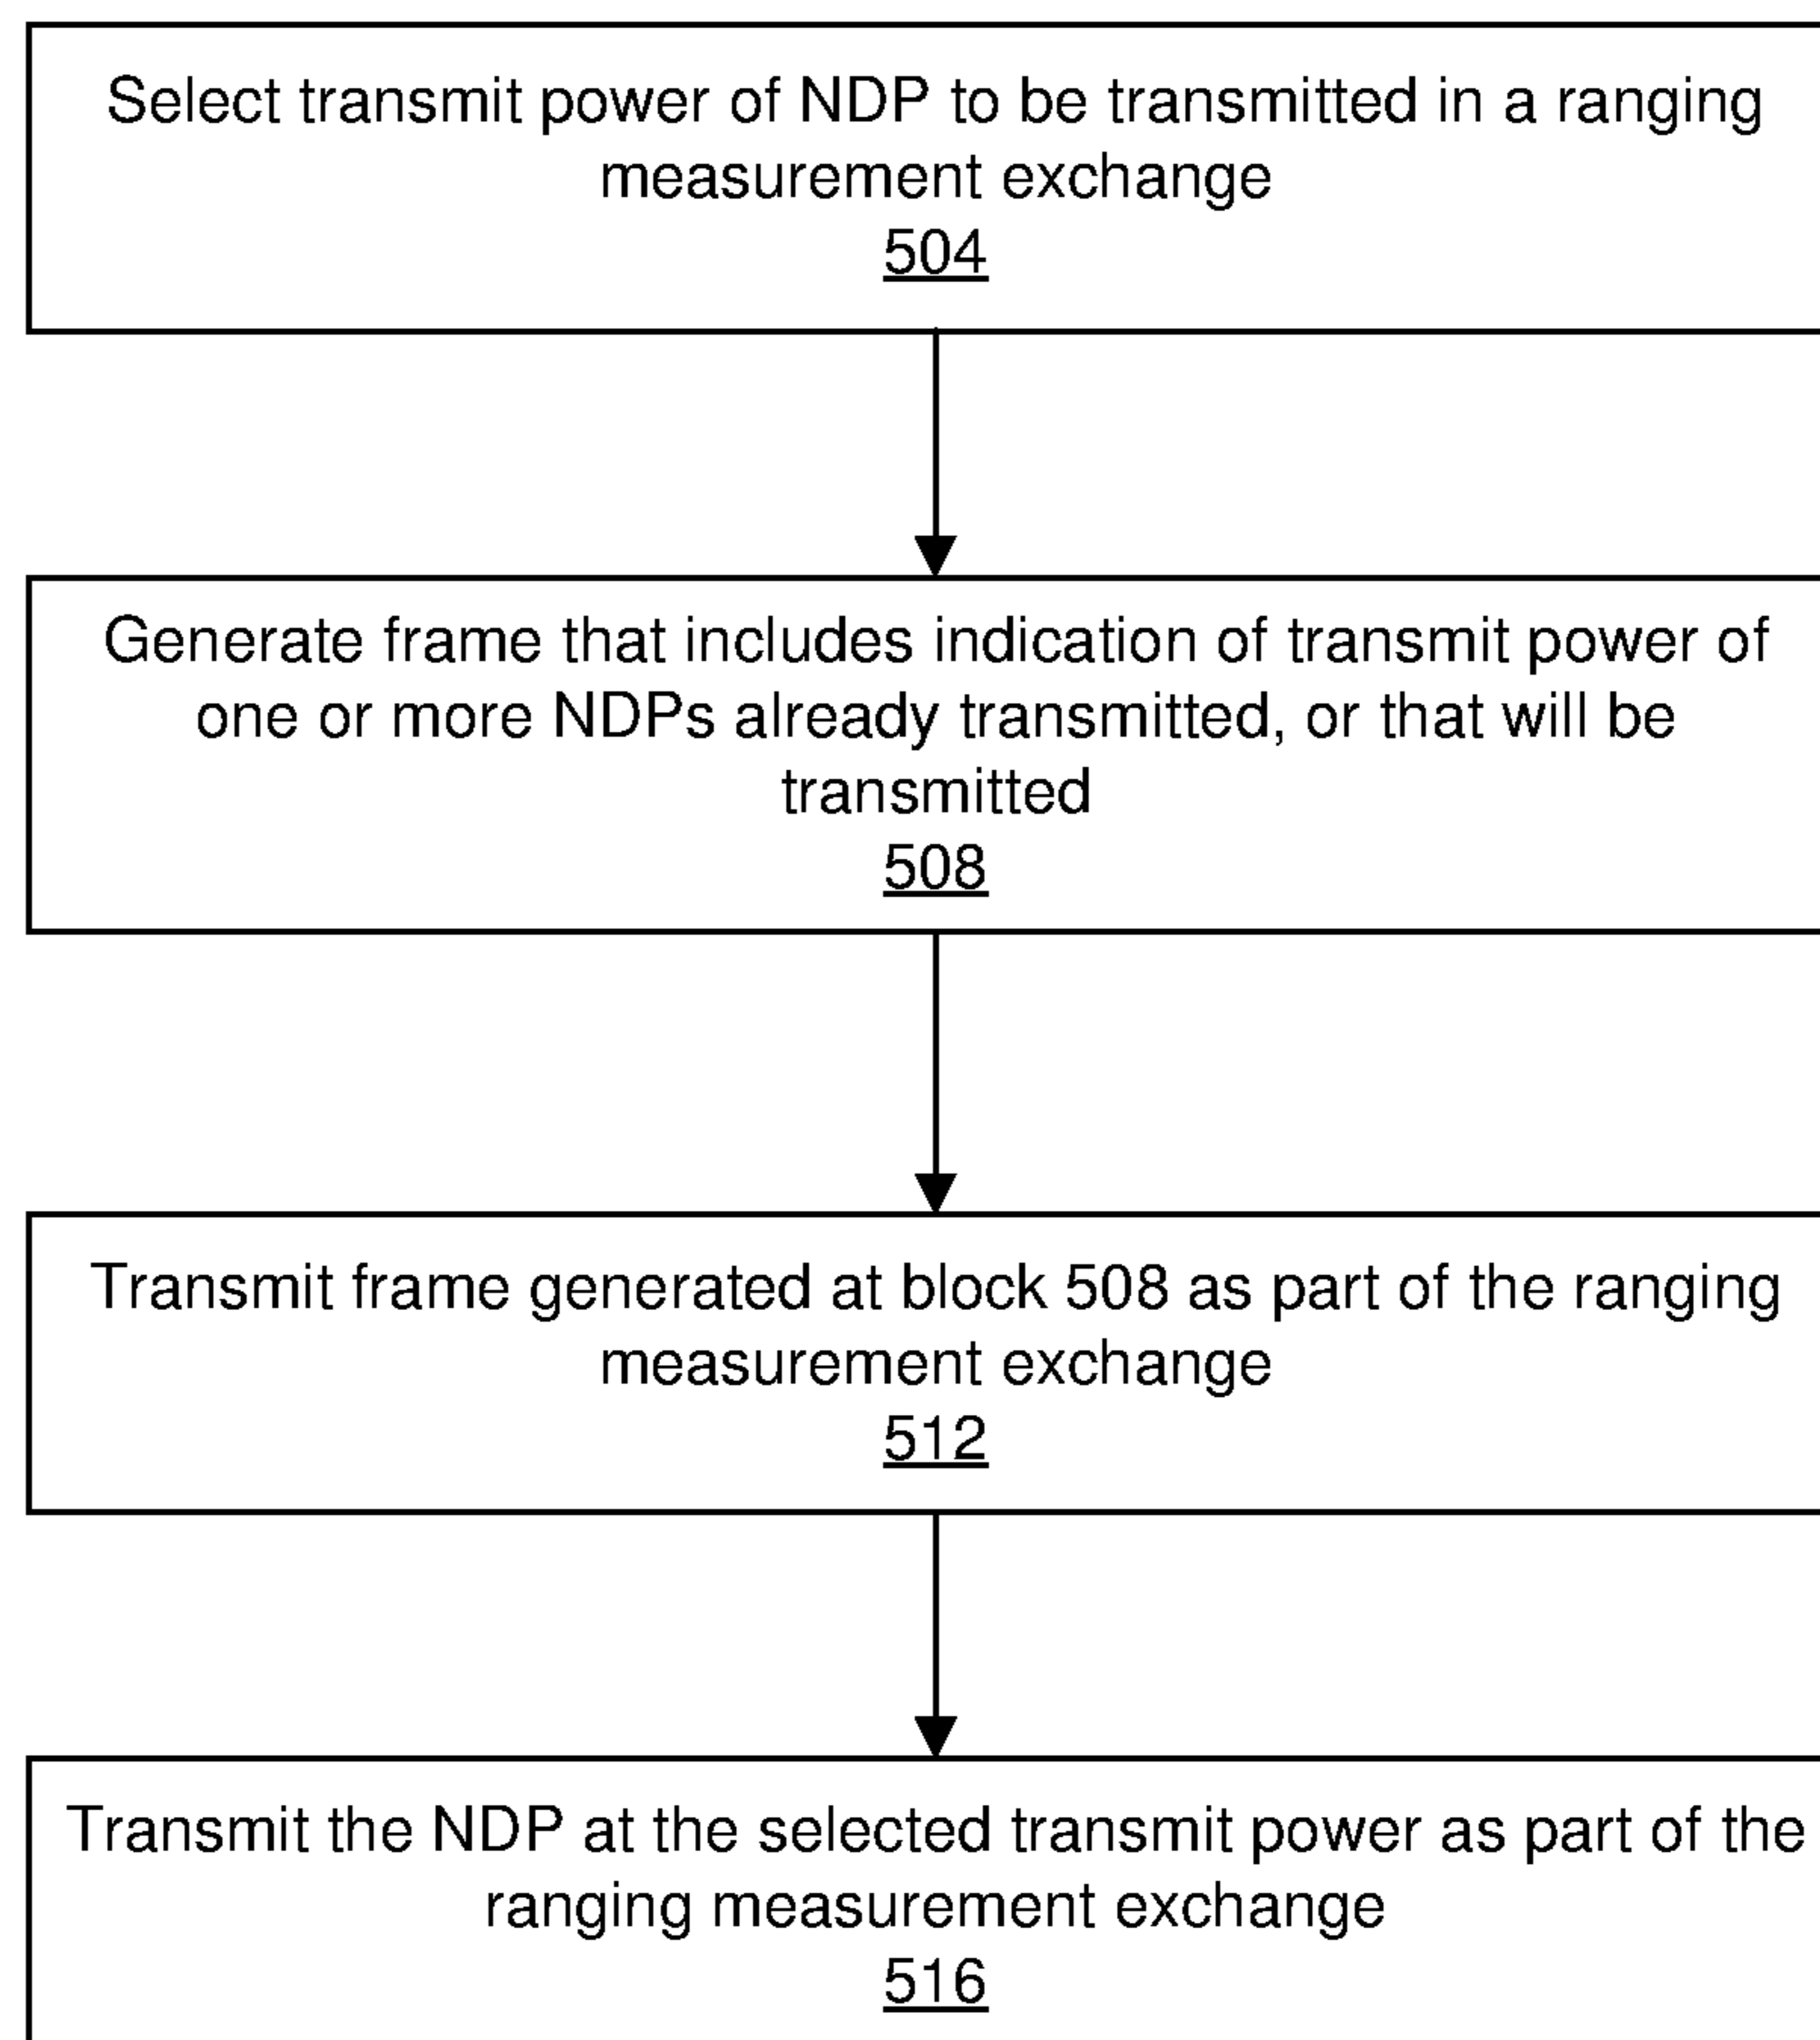 Select transmit power of NDP to be transmitted in a ranging
measurement exchange
504
Generate frame that includes indication of transmit power of
one or more NDPs already transmitted, or that will be
transmitted
508
Transmit frame generated at block 508 as part of the ranging
measurement exchange
512
Transmit the NDP at the selected transmit power as part of the
ranging measurement exchange
516